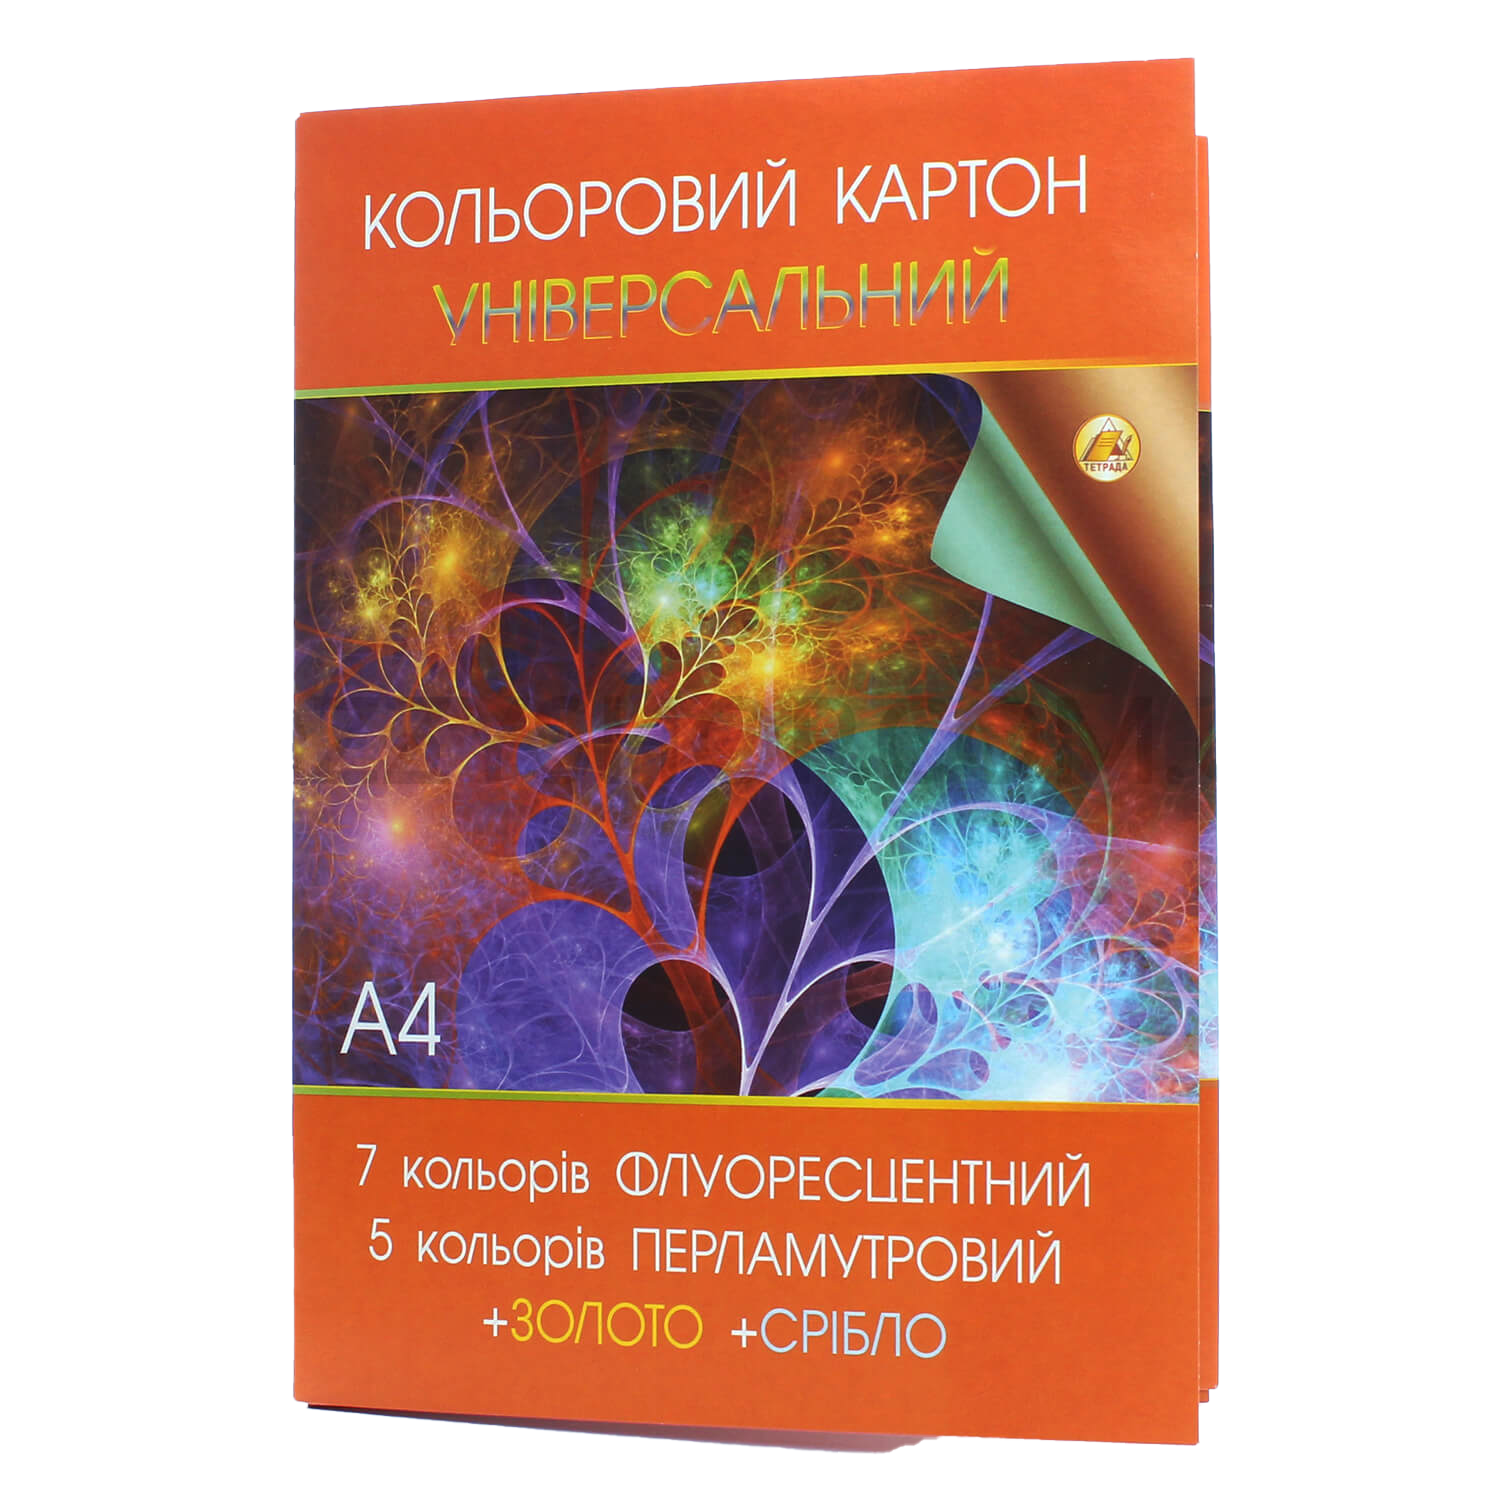 КОЛЬОРОВИЙ КАРТОН
УНІВЕРСАЛЬНИЙ
ТЕТРАДА
А4
7 кольорів ФЛУОРЕСЦЕНТНИЙ
5 кольорів ПЕРЛАМУТРОВИЙ
+ЗОЛОТО +СРІБЛО